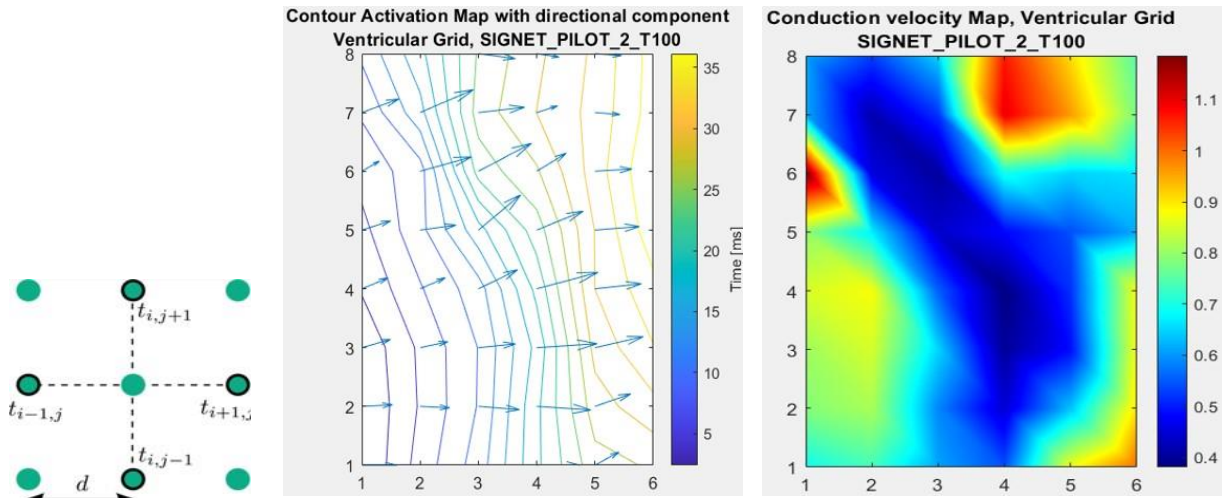 t_{i,j+1}
t_{i-1,j}
t_{i+1,j}
t_{i,j-1}
d
Contour Activation Map with directional component
Ventricular Grid, SIGNET_PILOT_2_T100
8
7
6
5
4
3
2
1
1 2 3 4 5 6
35
30
25
20
15
10
5
Time [ms]
Conduction velocity Map, Ventricular Grid
SIGNET_PILOT_2_T100
8
7
6
5
4
3
2
1
1 2 3 4 5 6
1.1
1
0.9
0.8
0.7
0.6
0.5
0.4